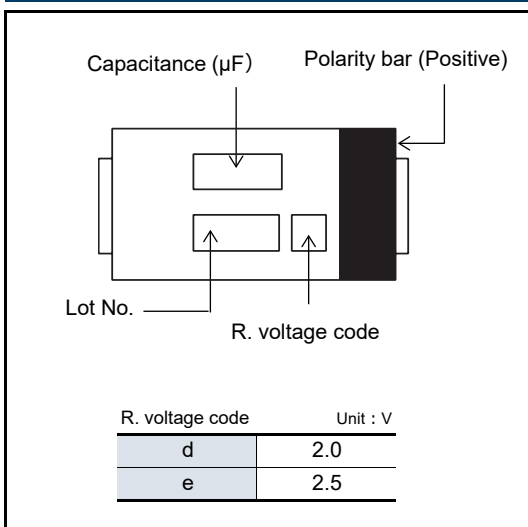 Capacitance (μF)
Polarity bar (Positive)
Lot No.
R. voltage code
R. voltage code Unit : V
d 2.0
e 2.5